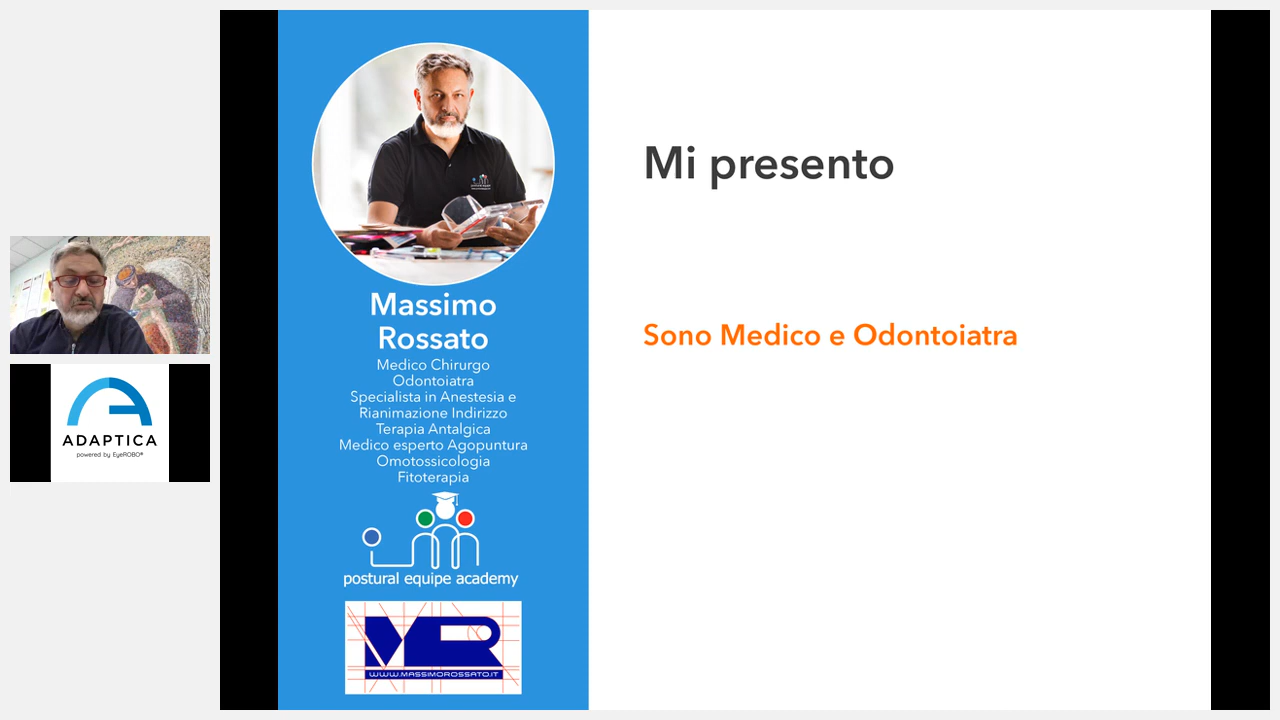 Massimo
Rossato
Medico Chirurgo
Odontoiatra
Specialista in Anestesia e
Rianimazione Indirizzo
Terapia Antalgica
Medico esperto Agopuntura
Omotossicologia
Fitoterapia
postural equipe academy
MR
WWW.MASSIMOROSSATO.IT
Mi presento
Sono Medico e Odontoiatra
ADAPTICA
powered by EyeROBO®